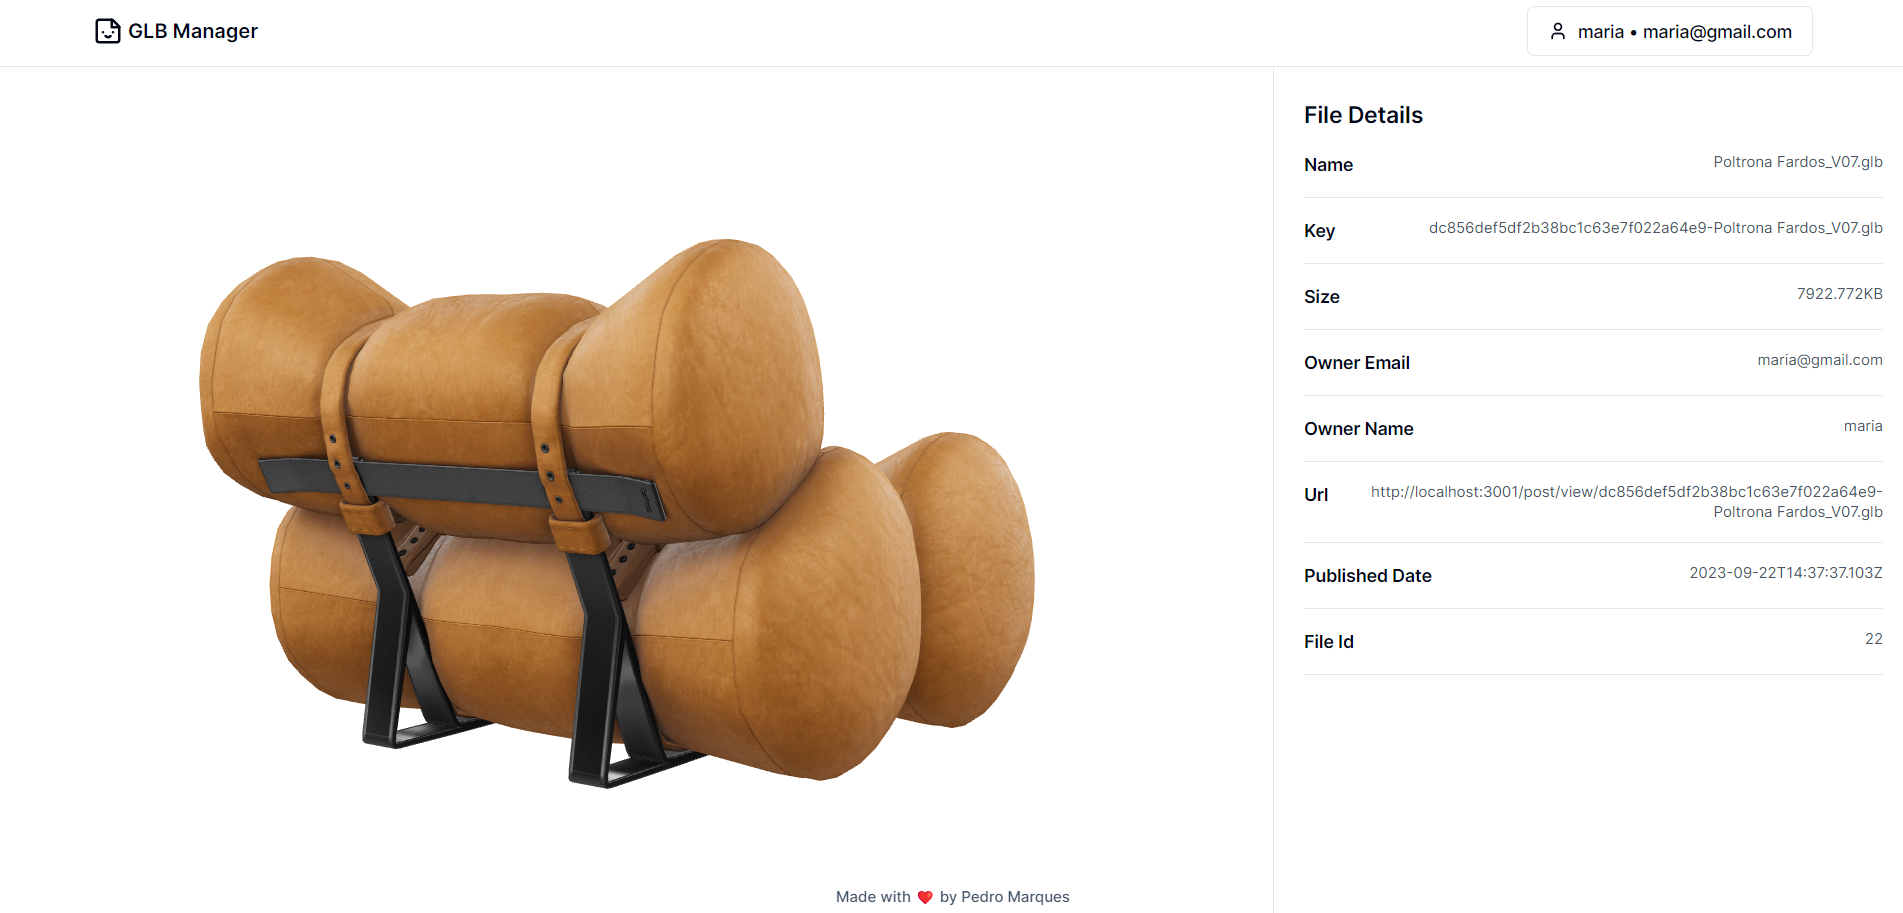 GLB Manager
maria • maria@gmail.com
File Details
Name
Poltrona Fardos_V07.glb
Key
dc856def5df2b38bc1c63e7f022a64e9-Poltrona Fardos_V07.glb
Size
7922.772KB
Owner Email
maria@gmail.com
Owner Name
maria
Url
http://localhost:3001/post/view/dc856def5df2b38bc1c63e7f022a64e9-
Poltrona Fardos_V07.glb
Published Date
2023-09-22T14:37:37.103Z
File Id
22
Made with ❤️ by Pedro Marques